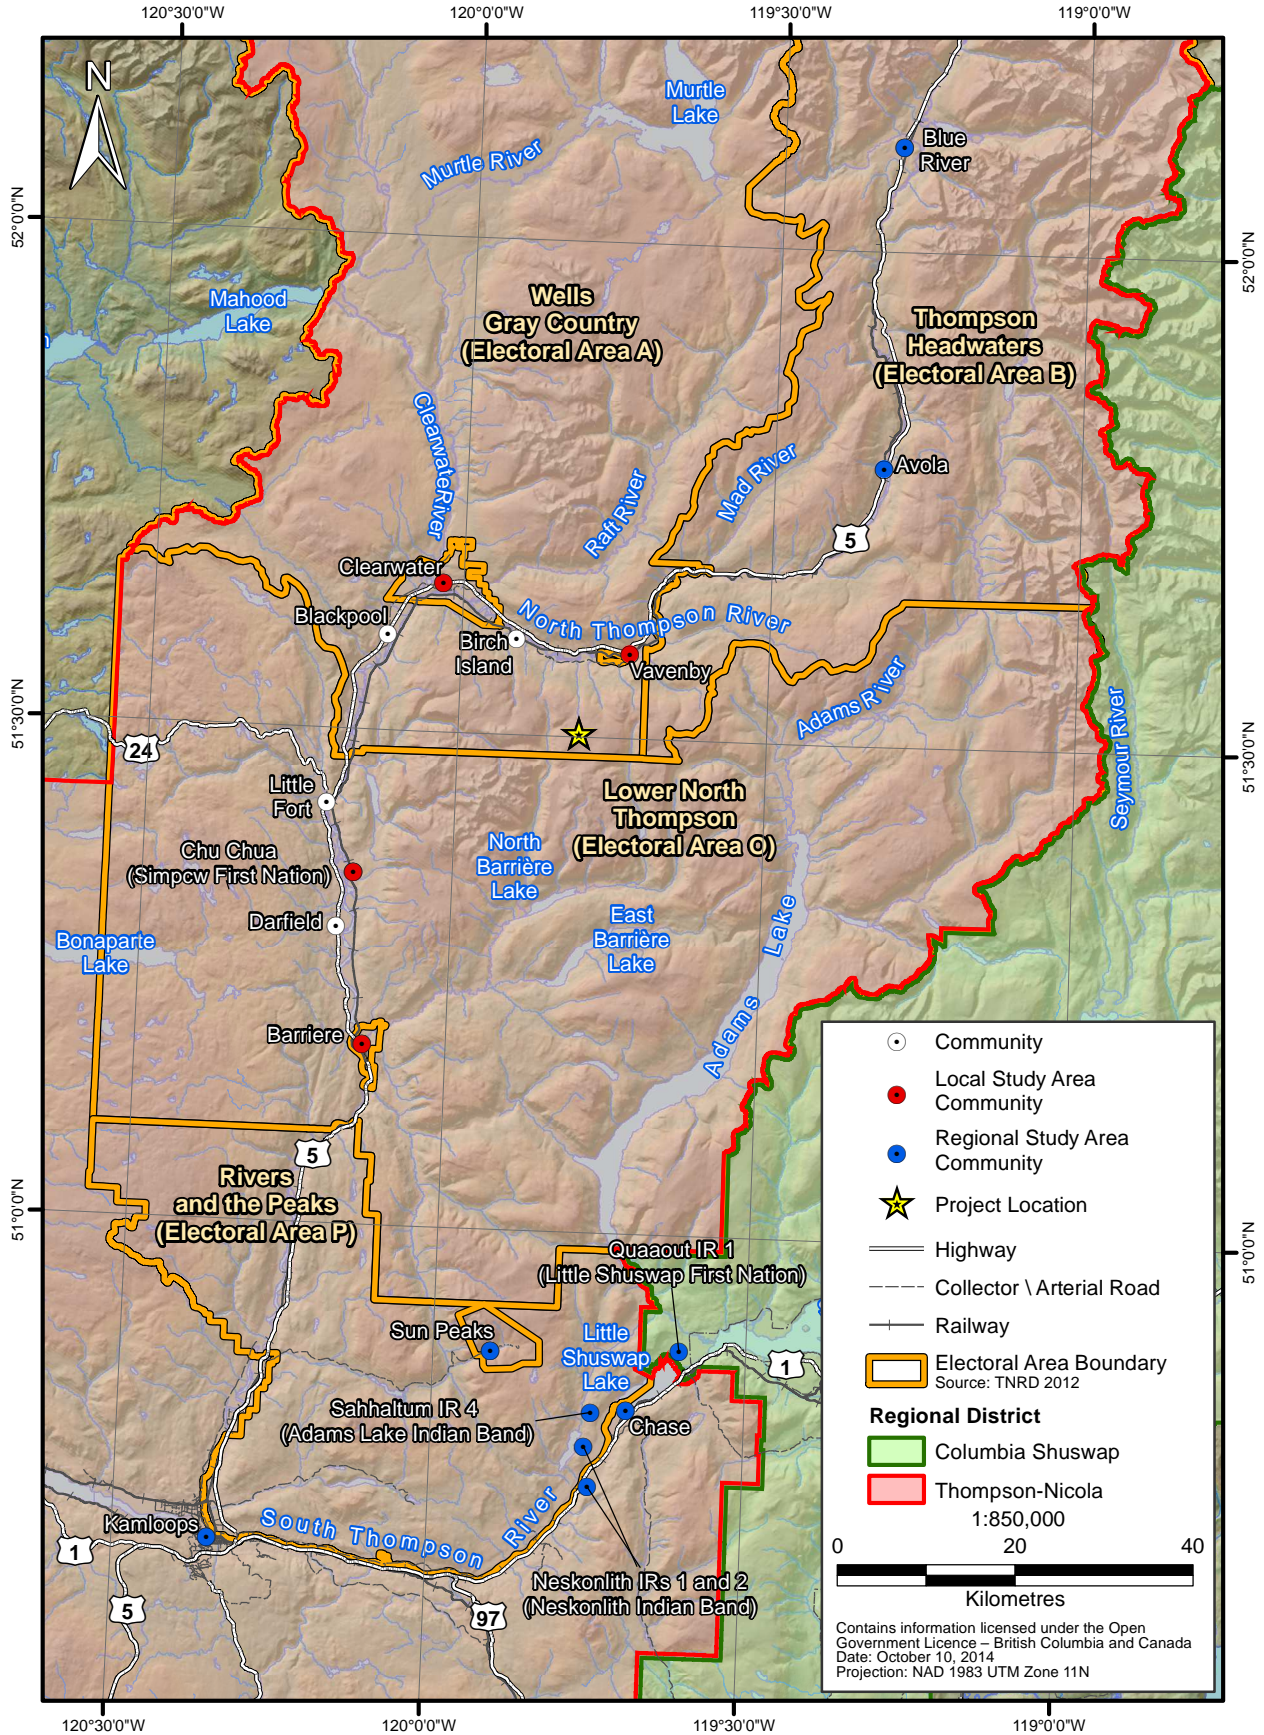 120°30'0"W
120°0'0"W
119°30'0"W
119°0'0"W
N
Murtle
Lake
Blue
River
Murtle River
52°0'0"N
52°0'0"N
Mahood
Lake
Wells
Gray Country
(Electoral Area A)
Thompson
Headwaters
(Electoral Area B)
Clearwater River
Raft River
Mad River
Avola
5
Clearwater
Blackpool
Birch
Island
North Thompson River
Vavenby
Adams River
Seymour River
51°30'0"N
51°30'0"N
24
Little
Fort
Lower North
Thompson
(Electoral Area O)
Chu Chua
(Simpcw First Nation)
North
Barrière
Lake
Darfield
East
Barrière
Lake
Bonaparte
Lake
Adams Lake
Barriere
5
Rivers
and the Peaks
(Electoral Area P)
51°0'0"N
51°0'0"N
Quaaout IR 1
(Little Shuswap First Nation)
Sun Peaks
Little
Shuswap
Lake
1
Sahhaltum IR 4
(Adams Lake Indian Band)
Chase
Kamloops
South Thompson River
1
5
97
Neskonlith IRs 1 and 2
(Neskonlith Indian Band)
Community
Local Study Area
Community
Regional Study Area
Community
Project Location
Highway
Collector \ Arterial Road
Railway
Electoral Area Boundary
Source: TNRD 2012
Regional District
Columbia Shuswap
Thompson-Nicola
1:850,000
0 20 40
Kilometres
Contains information licensed under the Open
Government Licence – British Columbia and Canada
Date: October 10, 2014
Projection: NAD 1983 UTM Zone 11N
120°30'0"W
120°0'0"W
119°30'0"W
119°0'0"W